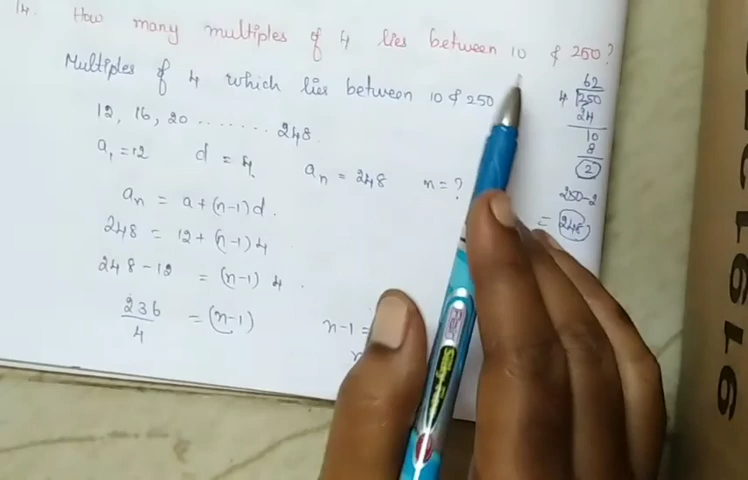 14. How many multiples of 4 lies between 10 & 250?
Multiples of 4 which lies between 10 & 250
12, 16, 20 ........ 248.
a₁ = 12 d = 4 aₙ = 248 n = ?
aₙ = a + (n-1) d.
248 = 12 + (n-1) 4
248 - 12 = (n-1) 4.
236
4
= (n-1) n-1 =
n
62
4 250
24
10
8
2
250-2
= 248
919